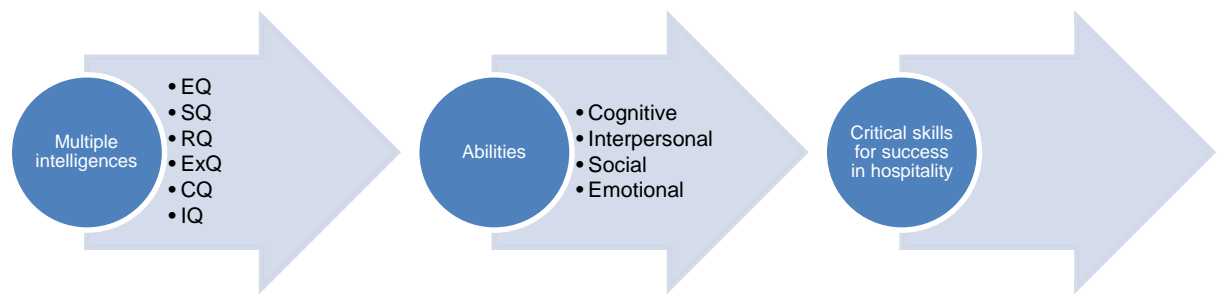 Multiple
intelligences
• EQ
• SQ
• RQ
• ExQ
• CQ
• IQ
Abilities
• Cognitive
• Interpersonal
• Social
• Emotional
Critical skills
for success
in hospitality